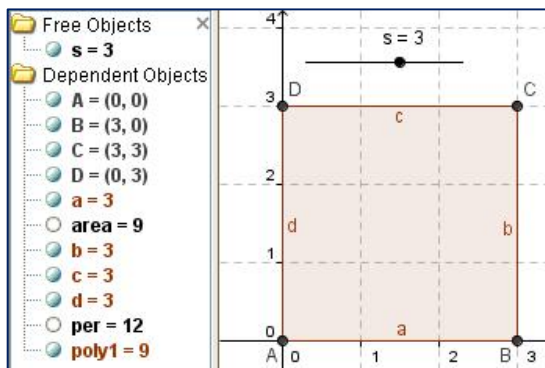 Free Objects
s = 3
Dependent Objects
A = (0, 0)
B = (3, 0)
C = (3, 3)
D = (0, 3)
a = 3
area = 9
b = 3
c = 3
d = 3
per = 12
poly1 = 9
4
s = 3
D
C
3
c
2
d
b
1
0
a
A
0
1
2
B
3